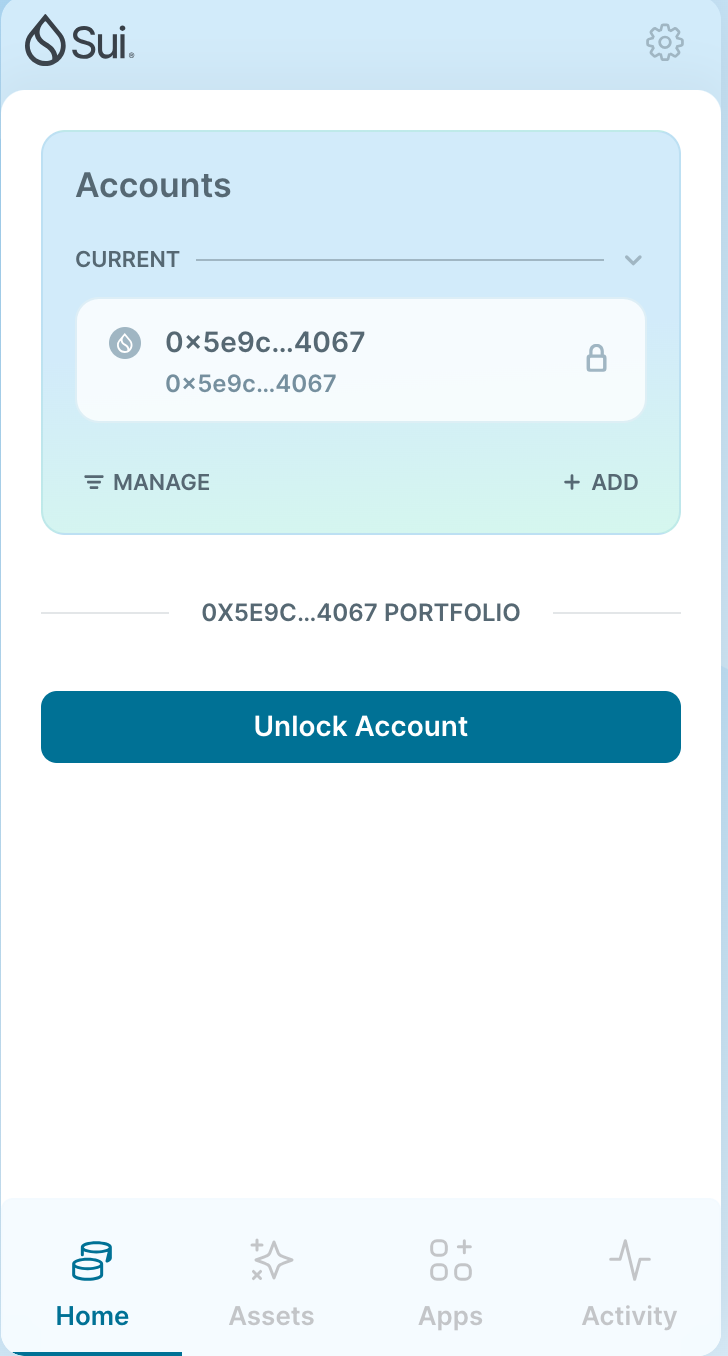 Sui
Accounts
CURRENT
0×5e9c...4067
0×5e9c...4067
MANAGE
+ ADD
0X5E9C...4067 PORTFOLIO
Unlock Account
Home
Assets
Apps
Activity